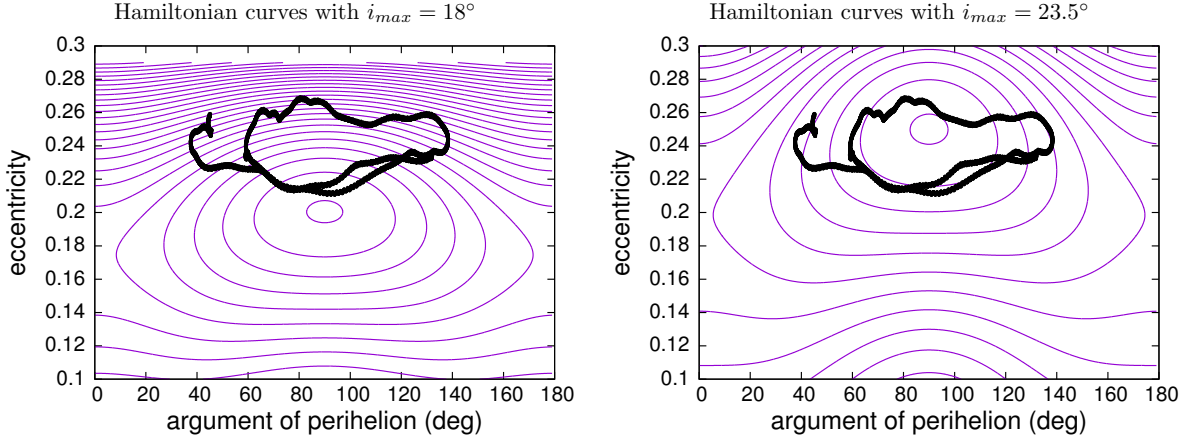 Hamiltonian curves with i_max = 18°
0.3
0.28
0.26
0.24
0.22
0.2
0.18
0.16
0.14
0.12
0.1
eccentricity
0 20 40 60 80 100 120 140 160 180
argument of perihelion (deg)
Hamiltonian curves with i_max = 23.5°
0.3
0.28
0.26
0.24
0.22
0.2
0.18
0.16
0.14
0.12
0.1
eccentricity
0 20 40 60 80 100 120 140 160 180
argument of perihelion (deg)